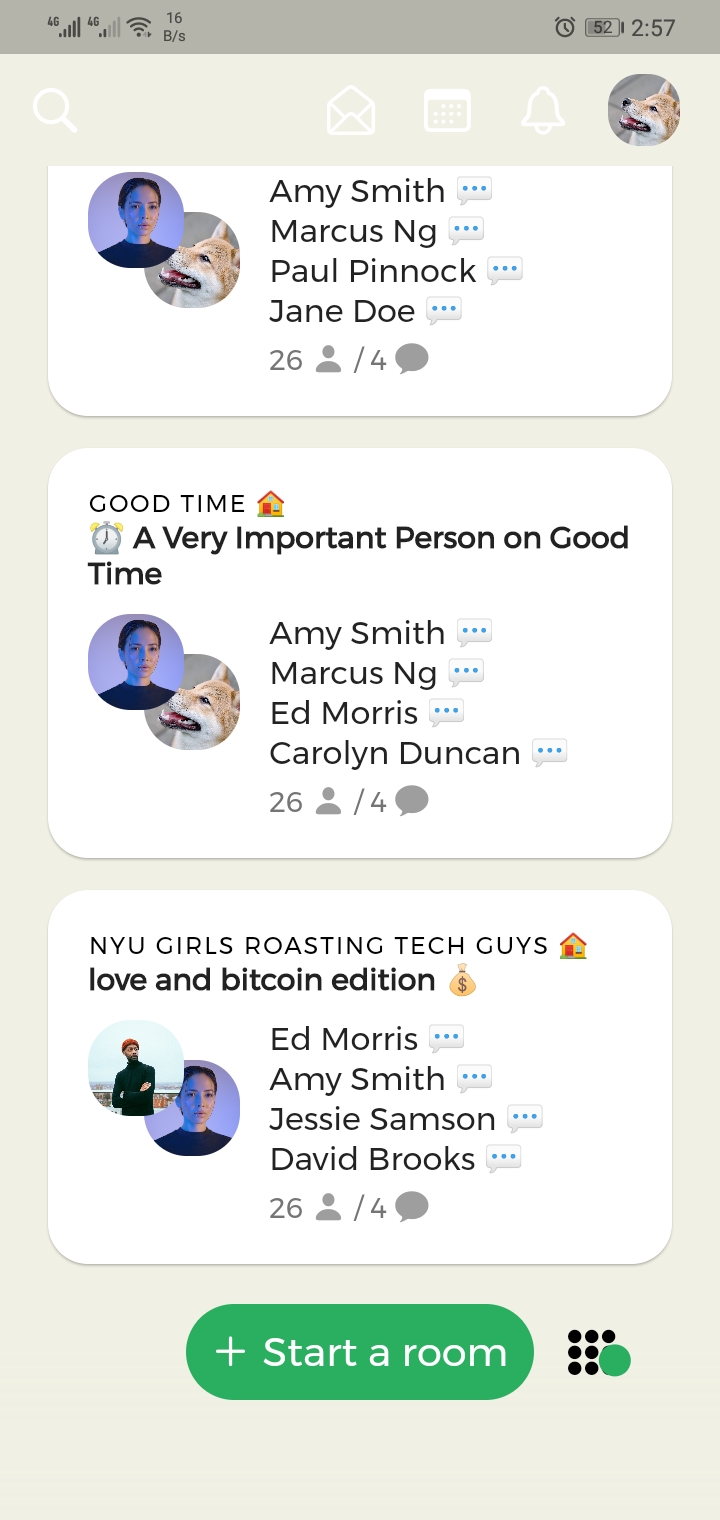 4G 4G 16 B/s 52 2:57
Amy Smith 💬
Marcus Ng 💬
Paul Pinnock 💬
Jane Doe 💬
26 / 4
GOOD TIME 🏠
⏰ A Very Important Person on Good
Time
Amy Smith 💬
Marcus Ng 💬
Ed Morris 💬
Carolyn Duncan 💬
26 / 4
NYU GIRLS ROASTING TECH GUYS 🏠
love and bitcoin edition 💰
Ed Morris 💬
Amy Smith 💬
Jessie Samson 💬
David Brooks 💬
26 / 4
+ Start a room